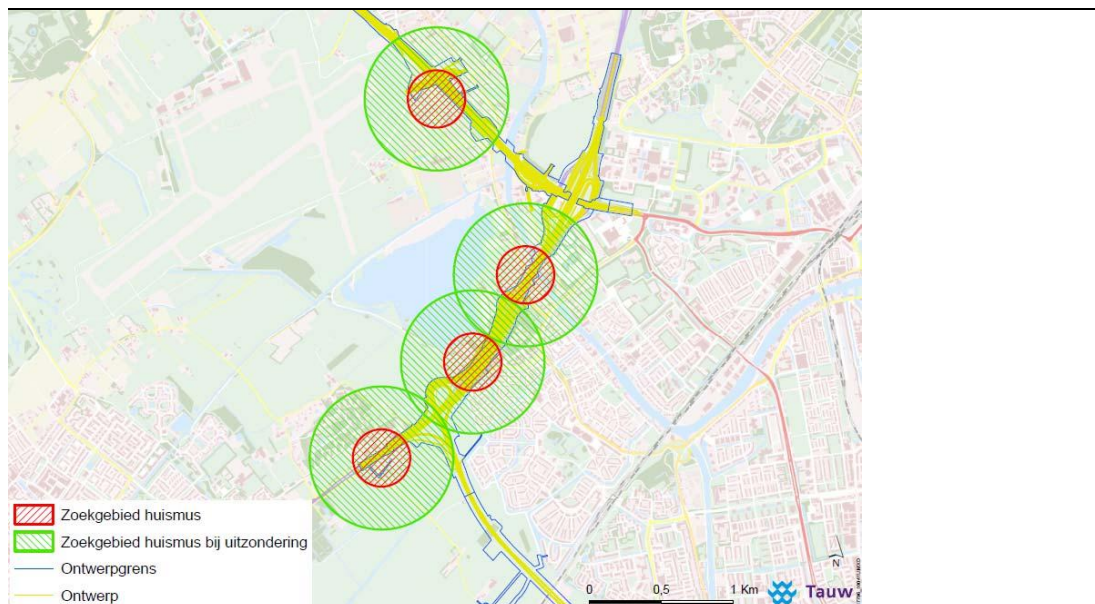 Zoekgebied huismus
Zoekgebied huismus bij uitzondering
Ontwerpgrens
Ontwerp
0 0,5 1 Km
N
Tauw